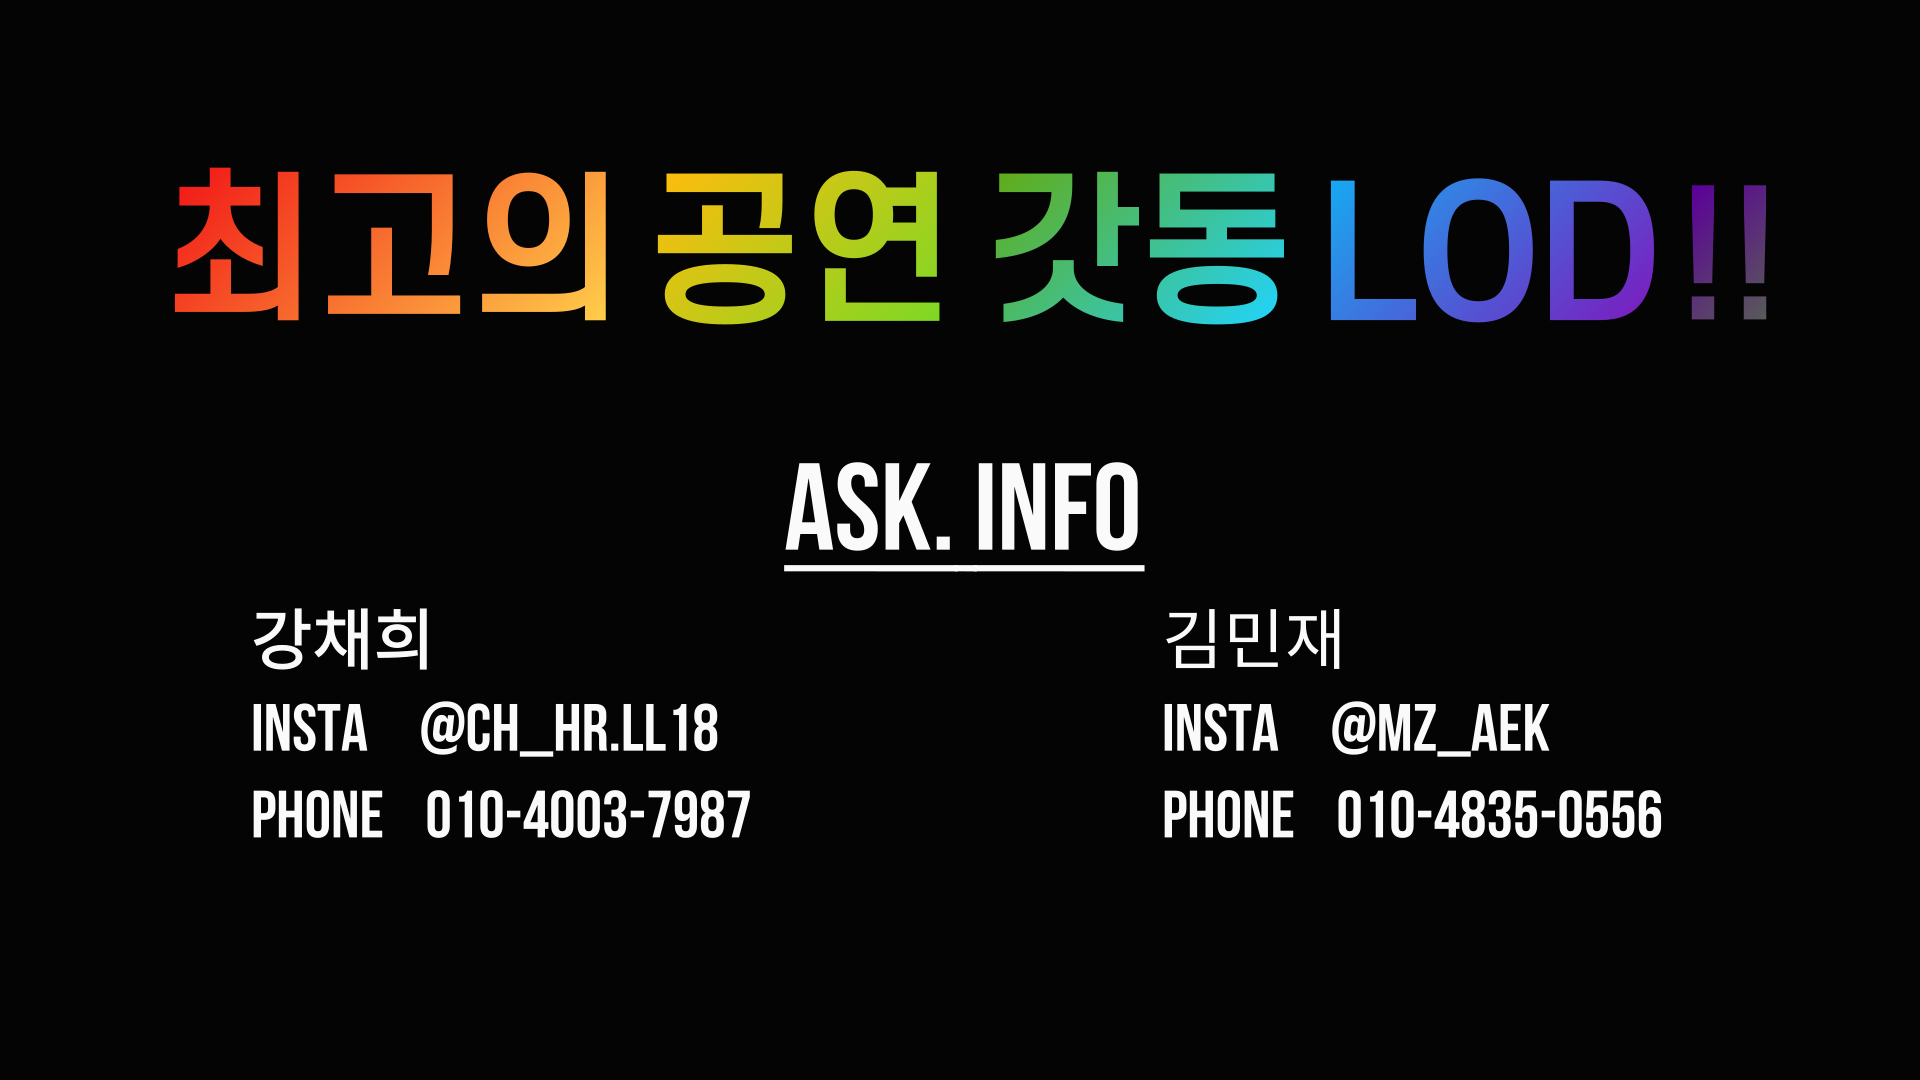 최고의 공연 갓동 LOD!!
ASK. INFO
강채희
INSTA @CH_HR.LL18
PHONE 010-4003-7987
김민재
INSTA @MZ_AEK
PHONE 010-4835-0556